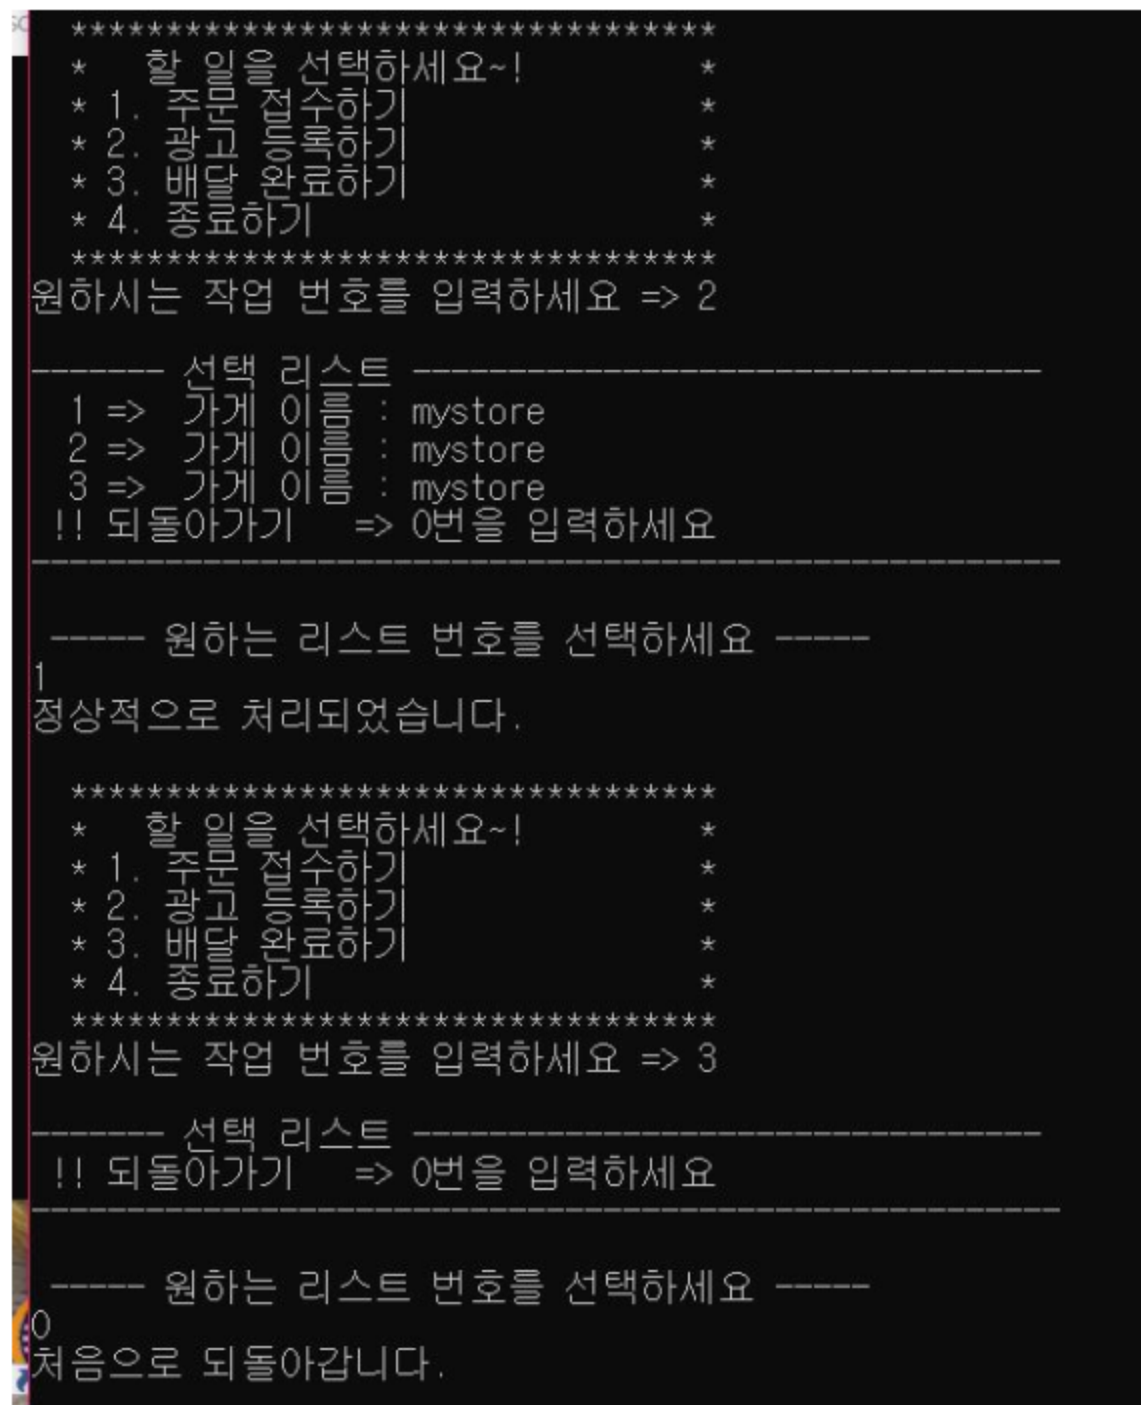 **********************************
*   할 일을 선택하세요~!         *
* 1. 주문 접수하기               *
* 2. 광고 등록하기               *
* 3. 배달 완료하기               *
* 4. 종료하기                    *
**********************************
원하시는 작업 번호를 입력하세요 => 2
------- 선택 리스트 ---------------------------------
1 =>  가게 이름 : mystore
2 =>  가게 이름 : mystore
3 =>  가게 이름 : mystore
!! 되돌아가기   => 0번을 입력하세요
------------------------------------------------------
----- 원하는 리스트 번호를 선택하세요 -----
1
정상적으로 처리되었습니다.
**********************************
*   할 일을 선택하세요~!         *
* 1. 주문 접수하기               *
* 2. 광고 등록하기               *
* 3. 배달 완료하기               *
* 4. 종료하기                    *
**********************************
원하시는 작업 번호를 입력하세요 => 3
------- 선택 리스트 ---------------------------------
!! 되돌아가기   => 0번을 입력하세요
------------------------------------------------------
----- 원하는 리스트 번호를 선택하세요 -----
0
처음으로 되돌아갑니다.